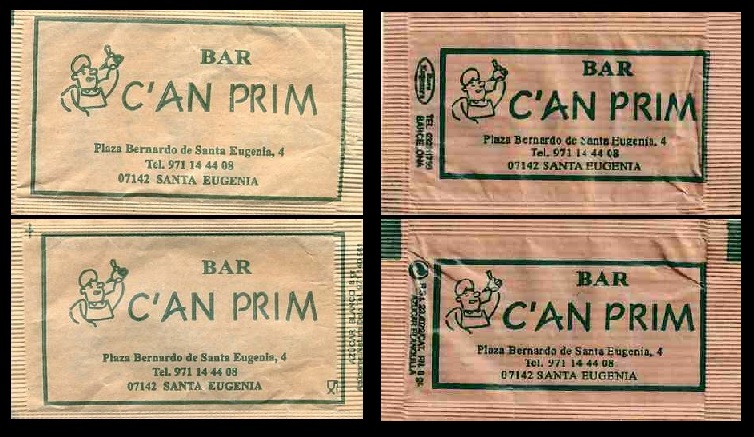 BAR
C'AN PRIM
Plaza Bernardo de Santa Eugenia, 4
Tel. 971 14 44 08
07142 SANTA EUGENIA
BAR
C'AN PRIM
Plaza Bernardo de Santa Eugenia, 4
Tel. 971 14 44 08
07142 SANTA EUGENIA
BARCELONA
BAR
C'AN PRIM
Plaza Bernardo de Santa Eugenia, 4
Tel. 971 14 44 08
07142 SANTA EUGENIA
AZUCAR BLANCO
BAR
C'AN PRIM
Plaza Bernardo de Santa Eugenia, 4
Tel. 971 14 44 08
07142 SANTA EUGENIA